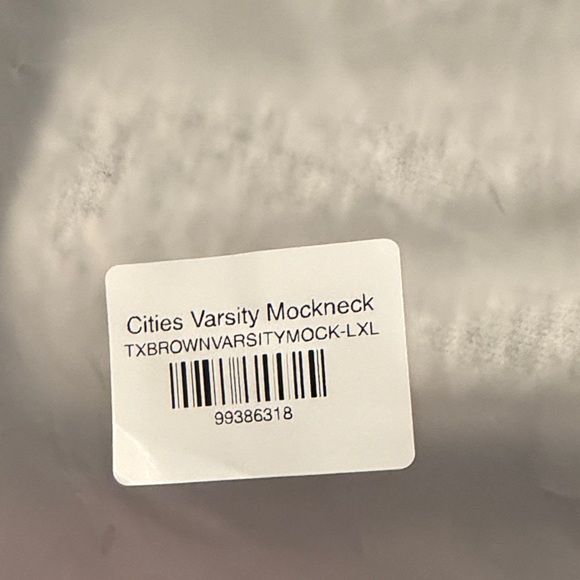 Cities Varsity Mockneck
TXBROWNVARSITYMOCK-LXL
99386318